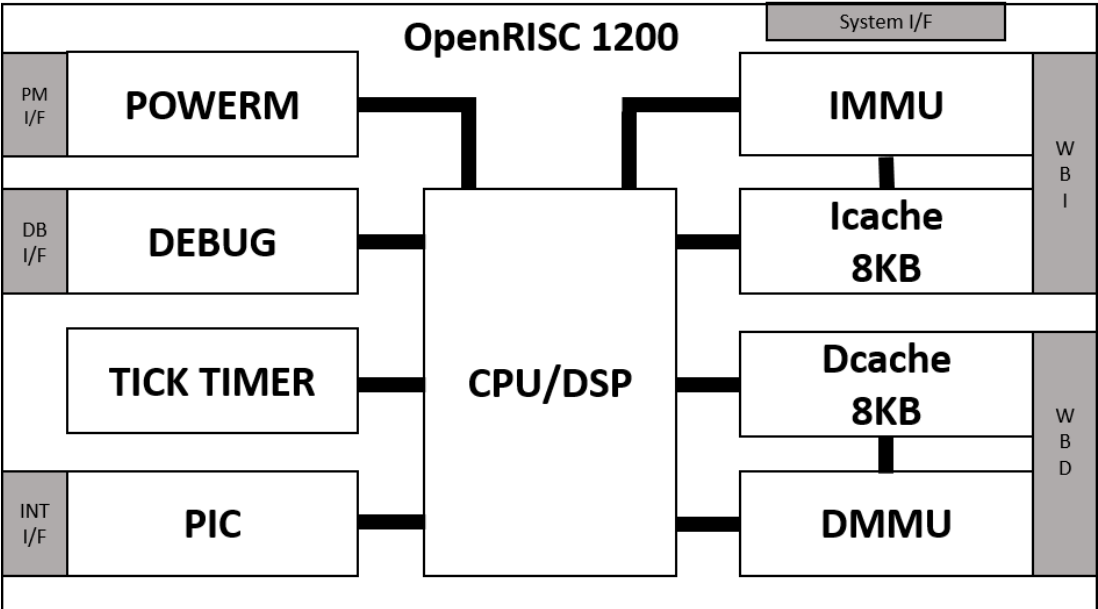 OpenRISC 1200
System I/F
PM
I/F
POWERM
IMMU
W
B
I
DB
I/F
DEBUG
Icache
8KB
TICK TIMER
CPU/DSP
Dcache
8KB
W
B
D
INT
I/F
PIC
DMMU